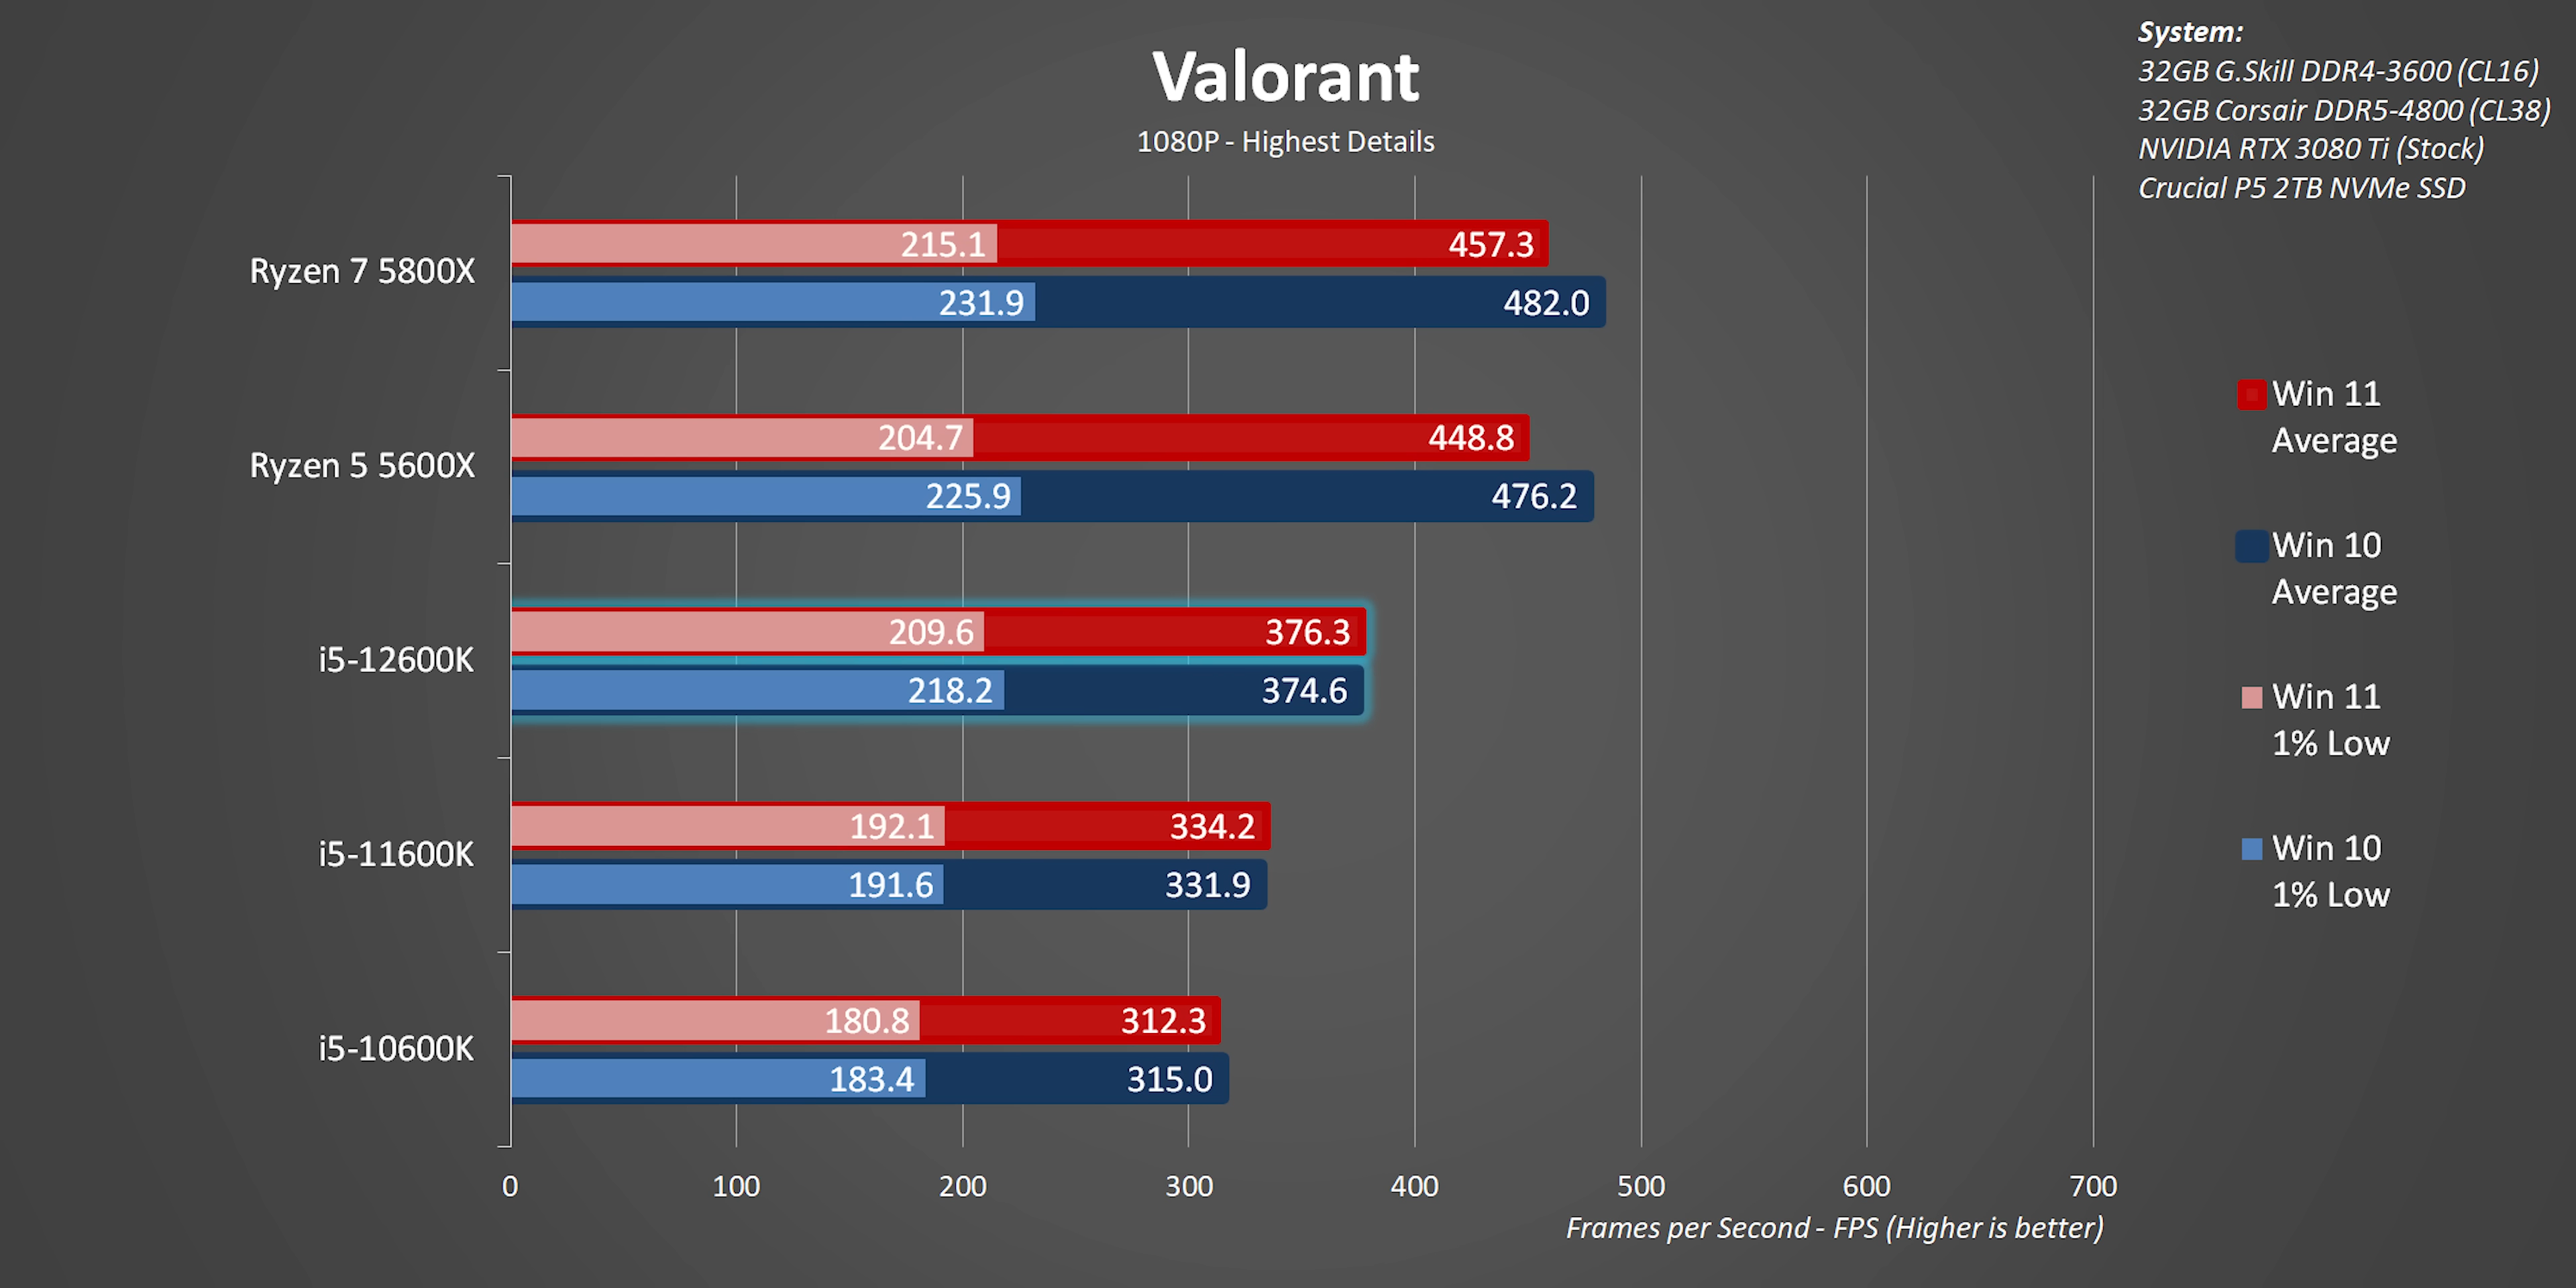 Valorant
1080P - Highest Details
System:
32GB G.Skill DDR4-3600 (CL16)
32GB Corsair DDR5-4800 (CL38)
NVIDIA RTX 3080 Ti (Stock)
Crucial P5 2TB NVMe SSD
Ryzen 7 5800X
215.1
457.3
231.9
482.0
Ryzen 5 5600X
204.7
448.8
225.9
476.2
i5-12600K
209.6
376.3
218.2
374.6
i5-11600K
192.1
334.2
191.6
331.9
i5-10600K
180.8
312.3
183.4
315.0
0 100 200 300 400 500 600 700
Frames per Second - FPS (Higher is better)
Win 11
Average
Win 10
Average
Win 11
1% Low
Win 10
1% Low